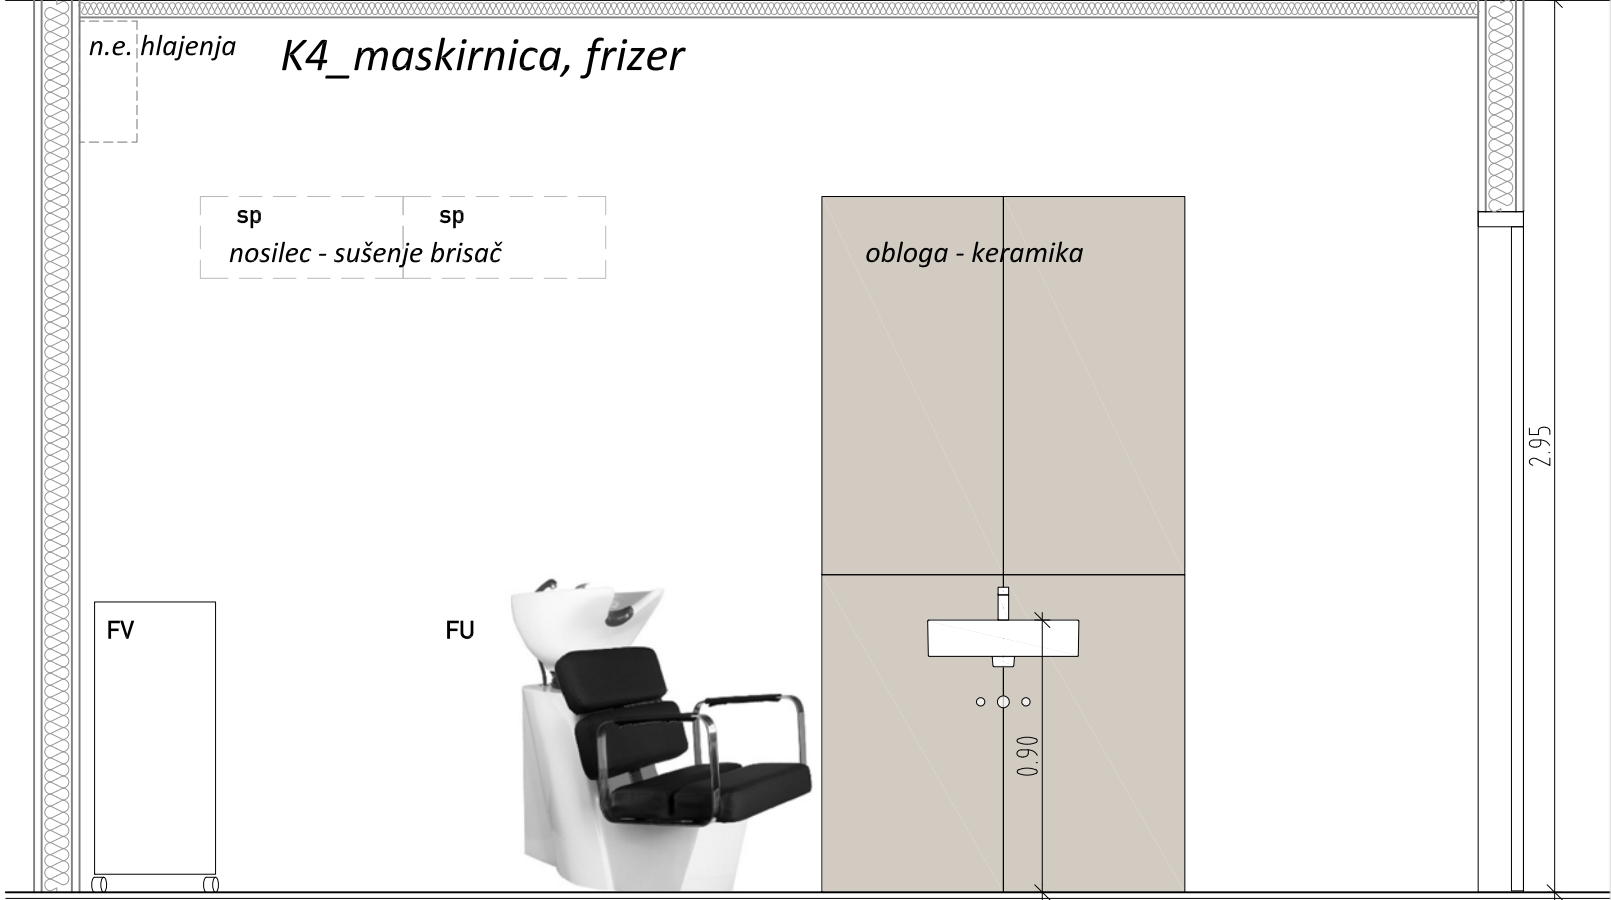 n.e. hlajenja
K4_maskirnica, frizer
sp
sp
nosilec - sušenje brisač
obloga - keramika
2.95
FV
FU
0.90